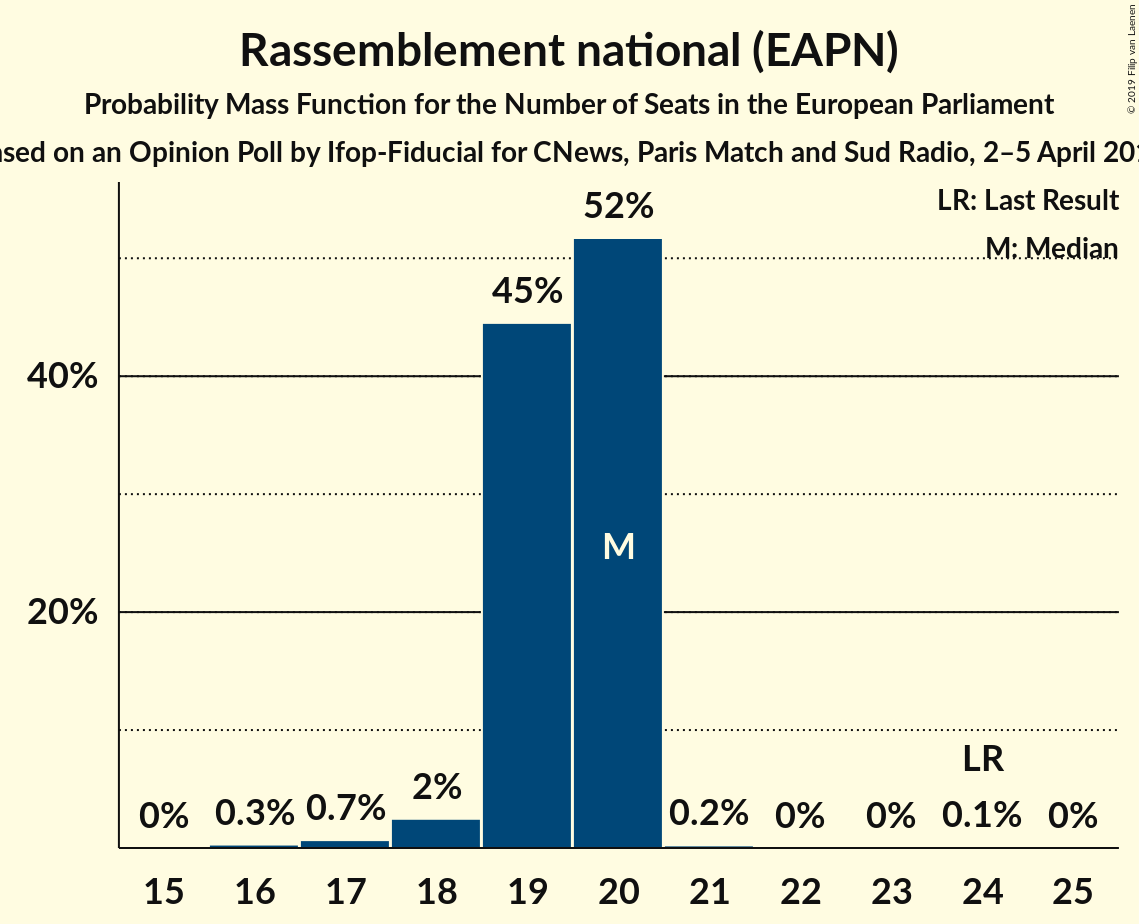 Rassemblement national (EAPN)
Probability Mass Function for the Number of Seats in the European Parliament
on an Opinion Poll by Ifop-Fiducial for CNews, Paris Match and Sud Radio, 2–5 April
© 2019 Filip van Laenen
LR: Last Result
M: Median
52%
45%
40%
M
20%
LR
2%
0%
0.3%
0.7%
0.2%
0%
0%
0.1%
0%
15 16 17 18 19 20 21 22 23 24 25